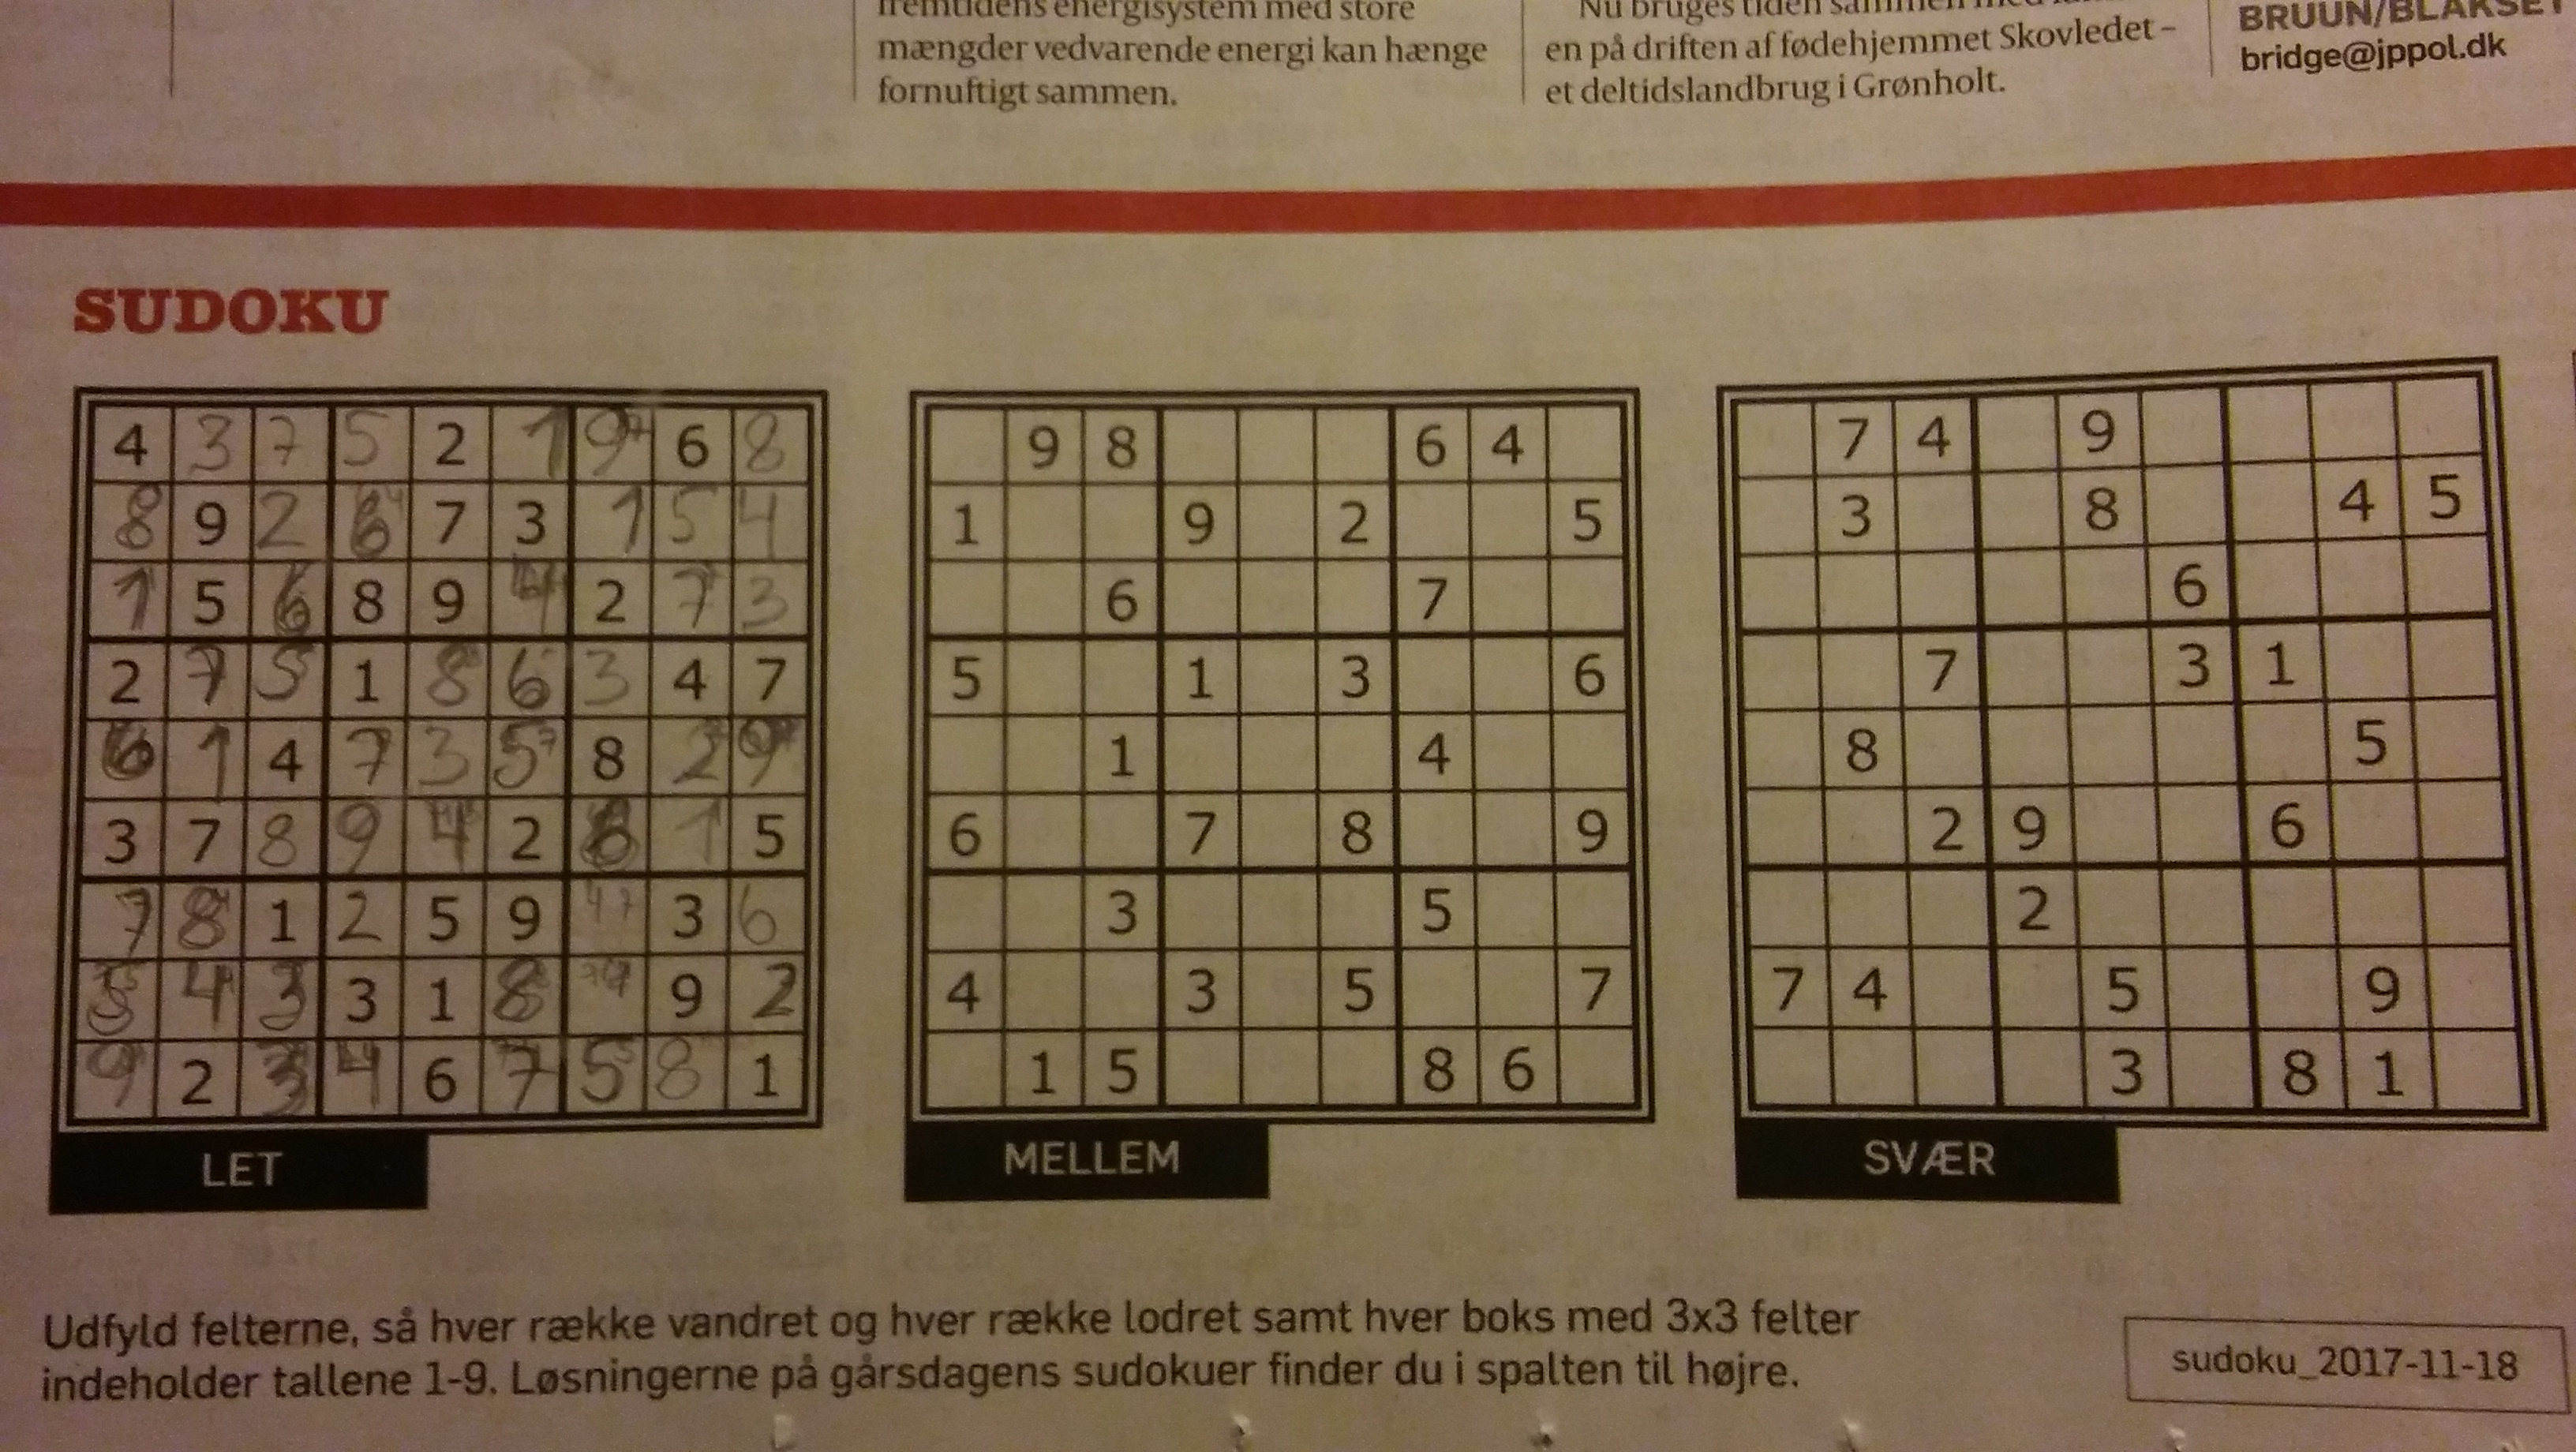 fremtidens energisystem med store
mængder vedvarende energi kan hænge
fornuftigt sammen.
Nu bruges tiden sammen med
en på driften af fødehjemmet Skovledet –
et deltidslandbrug i Grønholt.
BRUUN/BLAKSET
bridge@jppol.dk
SUDOKU
4 3 7 5 2 1 9 6 8
8 9 2 6 7 3 1 5 4
1 5 6 8 9 4 2 7 3
2 7 5 1 8 6 3 4 7
6 1 4 7 3 5 8 2 9
3 7 8 9 4 2 6 1 5
7 8 1 2 5 9 4 7 3 6
5 4 3 3 1 8 9 2
9 2 3 4 6 7 5 8 1
LET
9 8 6 4
1 9 2 5
6 7
5 1 3 6
1 4
6 7 8 9
3 5
4 3 5 7
1 5 8 6
MELLEM
7 4 9
3 8 4 5
6
7 3 1
8 5
2 9 6
2
7 4 5 9
3 8 1
SVÆR
Udfyld felterne, så hver række vandret og hver række lodret samt hver boks med 3x3 felter
indeholder tallene 1-9. Løsningerne på gårsdagens sudokuer finder du i spalten til højre.
sudoku_2017-11-18